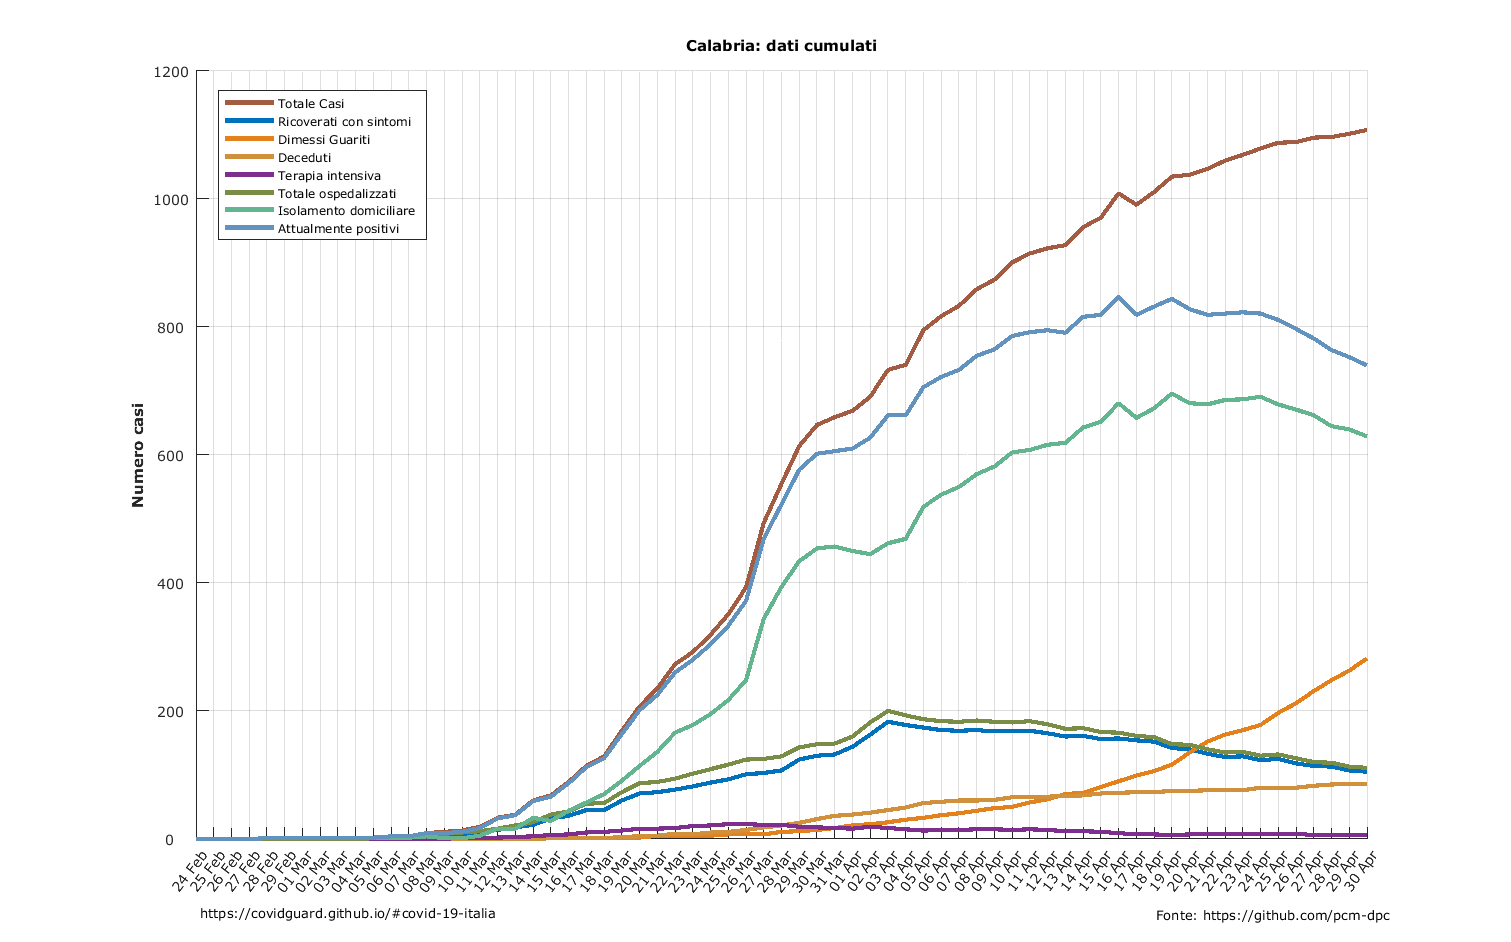 Calabria: dati cumulati
1200
1000
800
600
400
200
0
Numero casi
Totale Casi
Ricoverati con sintomi
Dimessi Guariti
Deceduti
Terapia intensiva
Totale ospedalizzati
Isolamento domiciliare
Attualmente positivi
24 Feb
25 Feb
26 Feb
27 Feb
28 Feb
29 Feb
01 Mar
02 Mar
03 Mar
04 Mar
05 Mar
06 Mar
07 Mar
08 Mar
09 Mar
10 Mar
11 Mar
12 Mar
13 Mar
14 Mar
15 Mar
16 Mar
17 Mar
18 Mar
19 Mar
20 Mar
21 Mar
22 Mar
23 Mar
24 Mar
25 Mar
26 Mar
27 Mar
28 Mar
29 Mar
30 Mar
31 Mar
01 Apr
02 Apr
03 Apr
04 Apr
05 Apr
06 Apr
07 Apr
08 Apr
09 Apr
10 Apr
11 Apr
12 Apr
13 Apr
14 Apr
15 Apr
16 Apr
17 Apr
18 Apr
19 Apr
20 Apr
21 Apr
22 Apr
23 Apr
24 Apr
25 Apr
26 Apr
27 Apr
28 Apr
29 Apr
30 Apr
https://covidguard.github.io/#covid-19-italia
Fonte: https://github.com/pcm-dpc